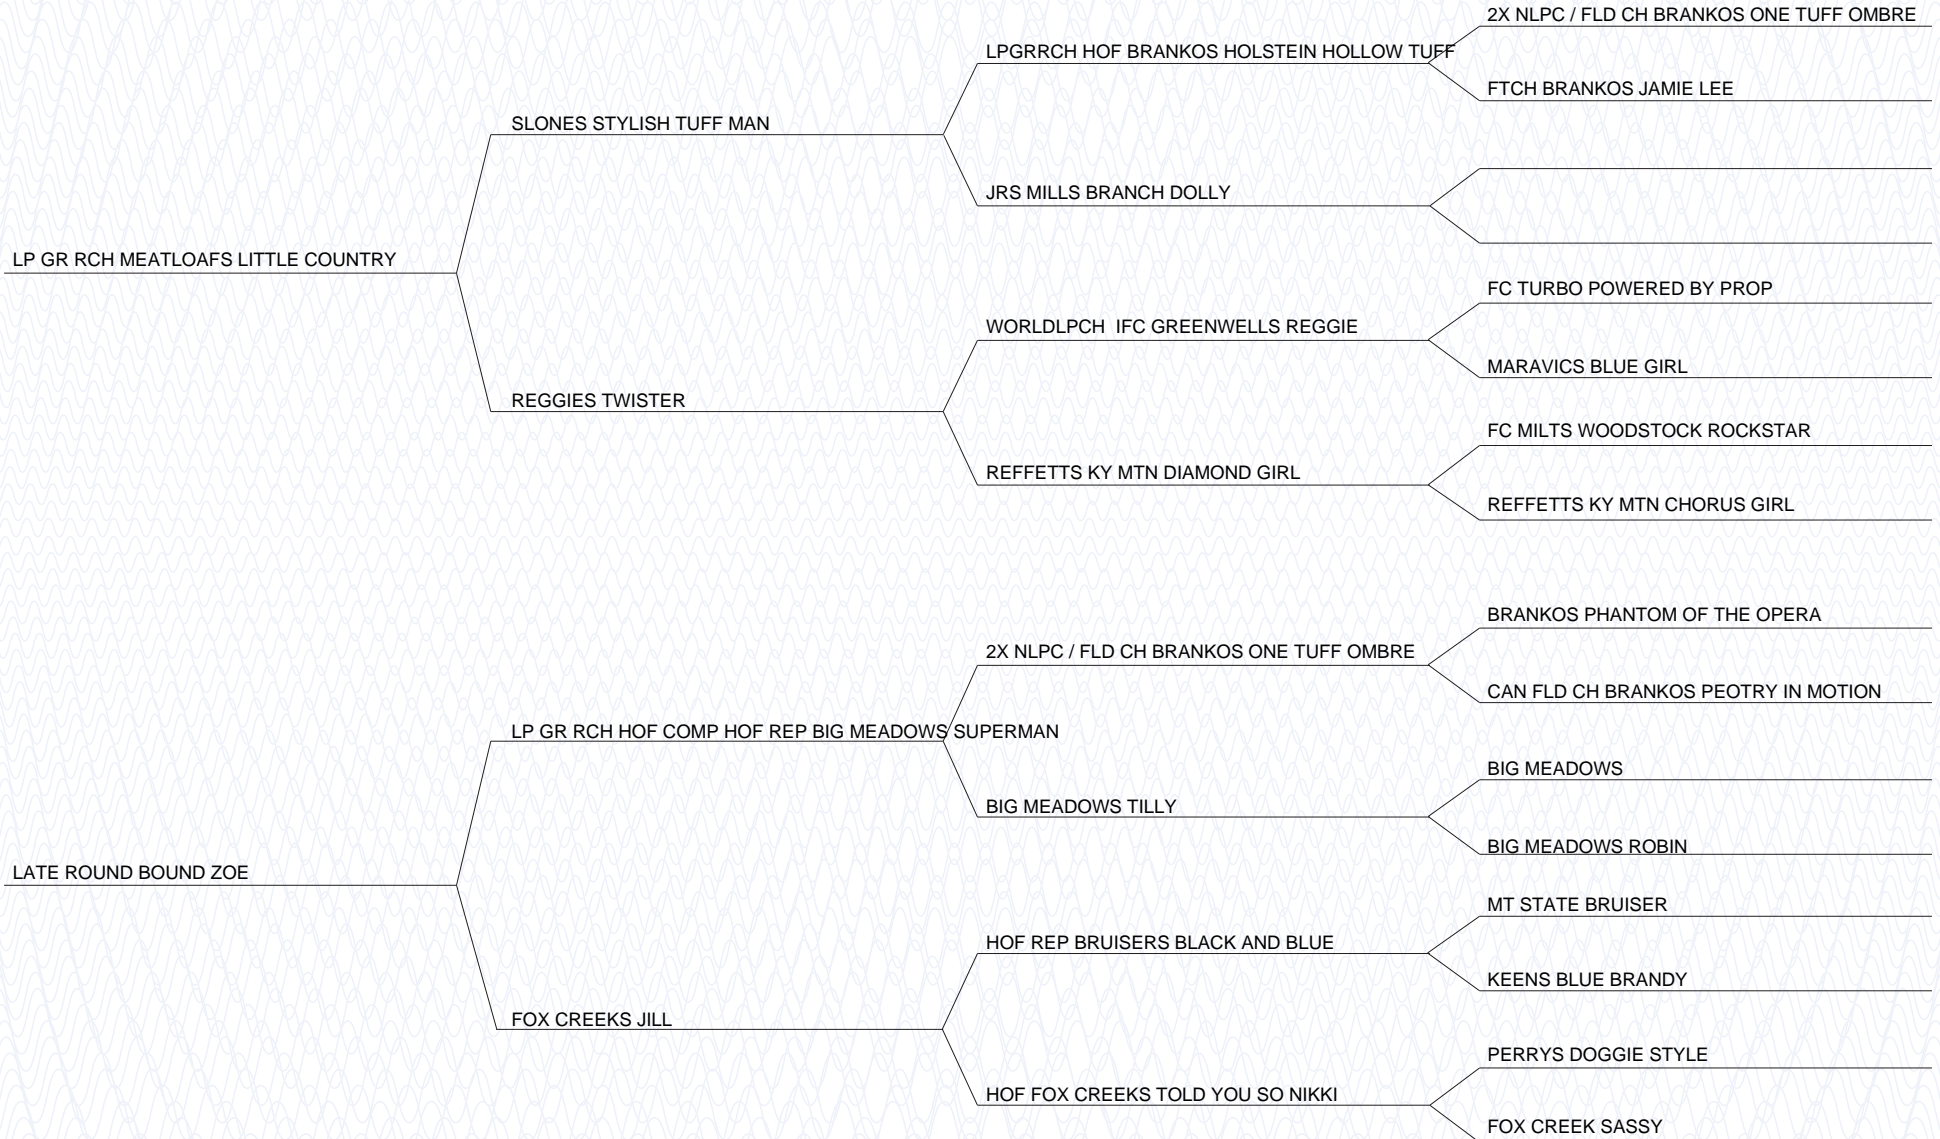 2X NLPC / FLD CH BRANKOS ONE TUFF OMBRE
LPGRRCH HOF BRANKOS HOLSTEIN HOLLOW TUFF
FTCH BRANKOS JAMIE LEE
SLONES STYLISH TUFF MAN
JRS MILLS BRANCH DOLLY
LP GR RCH MEATLOAFS LITTLE COUNTRY
FC TURBO POWERED BY PROP
WORLDLPCH  IFC GREENWELLS REGGIE
MARAVICS BLUE GIRL
REGGIES TWISTER
FC MILTS WOODSTOCK ROCKSTAR
REFFETTS KY MTN DIAMOND GIRL
REFFETTS KY MTN CHORUS GIRL
BRANKOS PHANTOM OF THE OPERA
2X NLPC / FLD CH BRANKOS ONE TUFF OMBRE
CAN FLD CH BRANKOS PEOTRY IN MOTION
LP GR RCH HOF COMP HOF REP BIG MEADOWS SUPERMAN
BIG MEADOWS
BIG MEADOWS TILLY
BIG MEADOWS ROBIN
LATE ROUND BOUND ZOE
MT STATE BRUISER
HOF REP BRUISERS BLACK AND BLUE
KEENS BLUE BRANDY
FOX CREEKS JILL
PERRYS DOGGIE STYLE
HOF FOX CREEKS TOLD YOU SO NIKKI
FOX CREEK SASSY